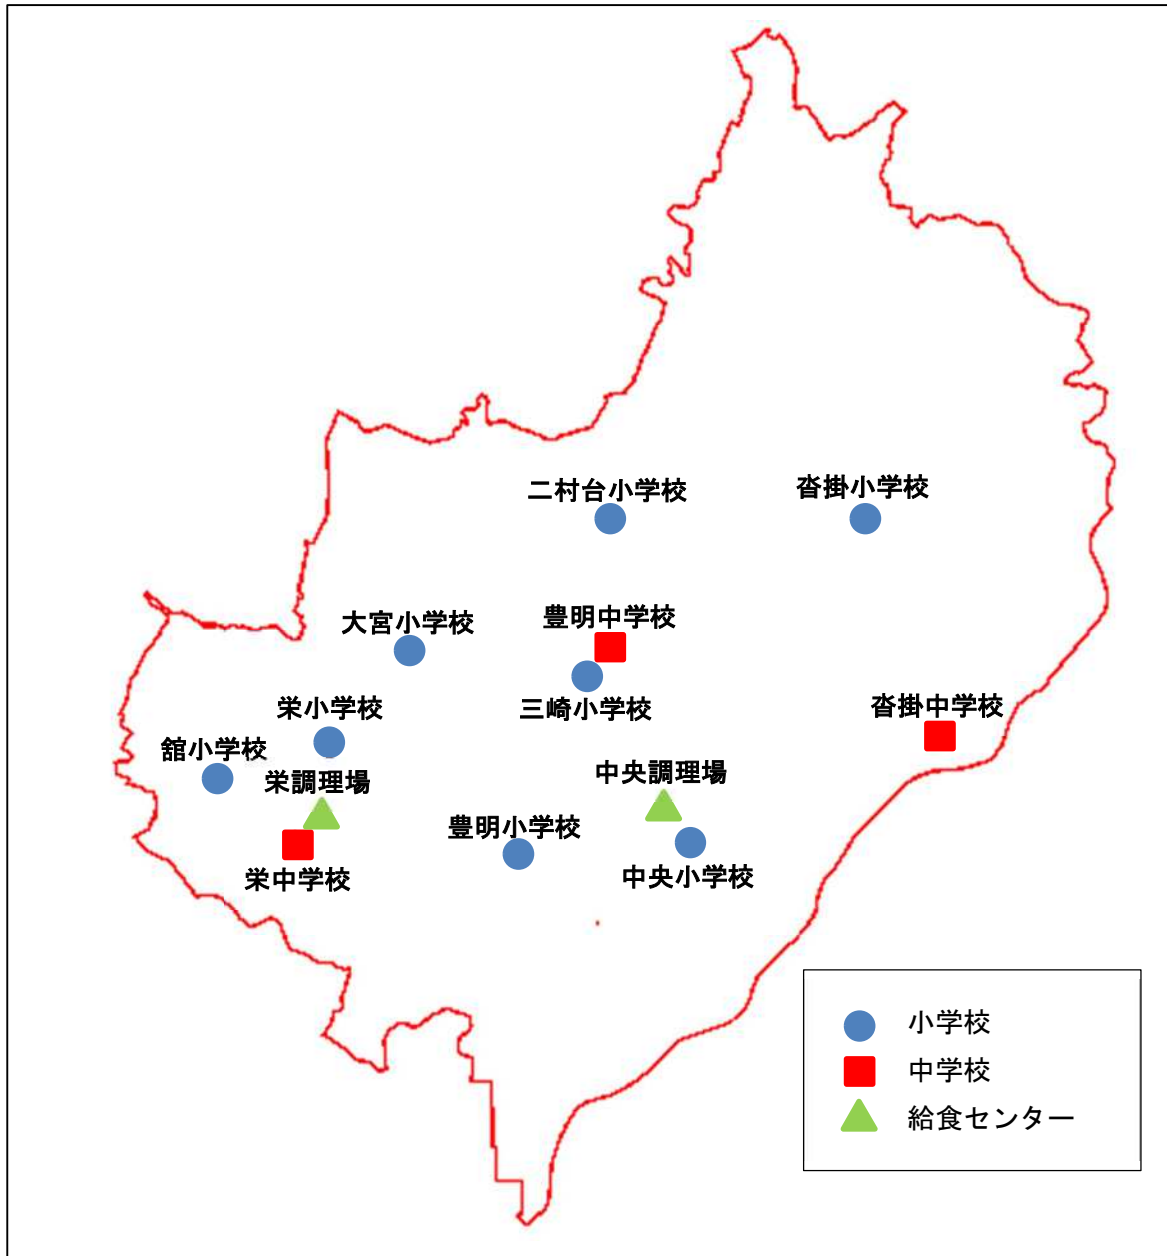 二村台小学校
沓掛小学校
大宮小学校
豊明中学校
三崎小学校
沓掛中学校
栄小学校
舘小学校
栄調理場
中央調理場
豊明小学校
中央小学校
栄中学校
小学校
中学校
給食センター